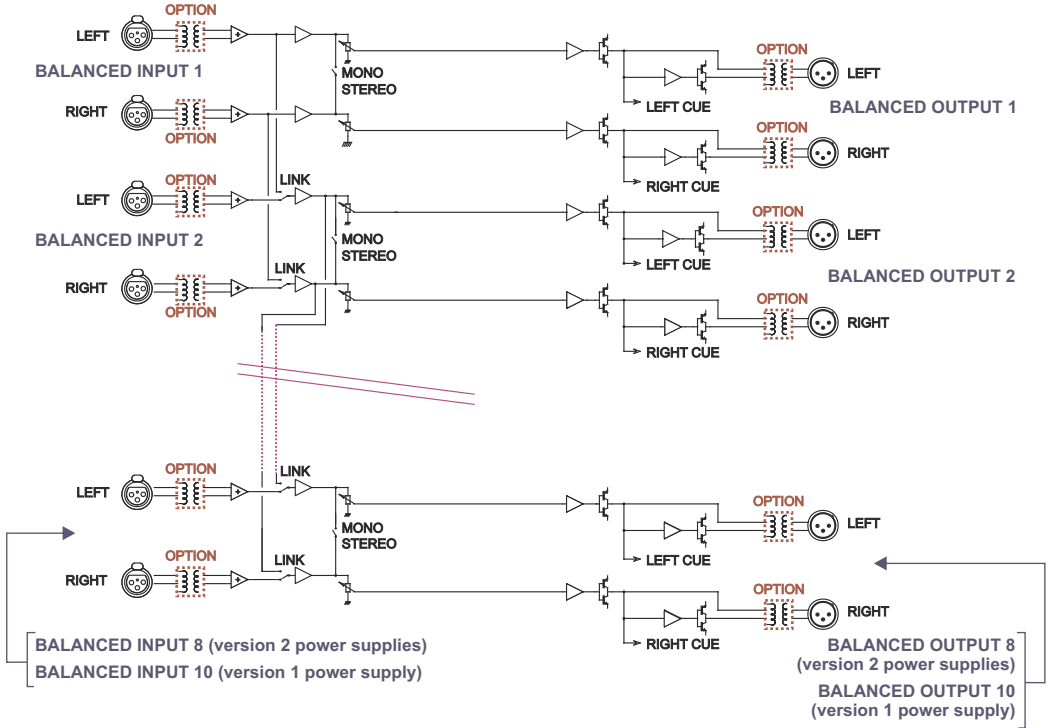 OPTION
LEFT
BALANCED INPUT 1
MONO
STEREO
RIGHT
OPTION
LEFT CUE
OPTION
LEFT
BALANCED OUTPUT 1
OPTION
RIGHT
RIGHT CUE
OPTION
LEFT
LINK
BALANCED INPUT 2
MONO
STEREO
LINK
RIGHT
OPTION
OPTION
LEFT
LEFT CUE
BALANCED OUTPUT 2
OPTION
RIGHT
RIGHT CUE
OPTION
LINK
LEFT
MONO
STEREO
OPTION
LINK
RIGHT
OPTION
LEFT
LEFT CUE
OPTION
RIGHT
RIGHT CUE
BALANCED INPUT 8 (version 2 power supplies)
BALANCED INPUT 10 (version 1 power supply)
BALANCED OUTPUT 8
(version 2 power supplies)
BALANCED OUTPUT 10
(version 1 power supply)